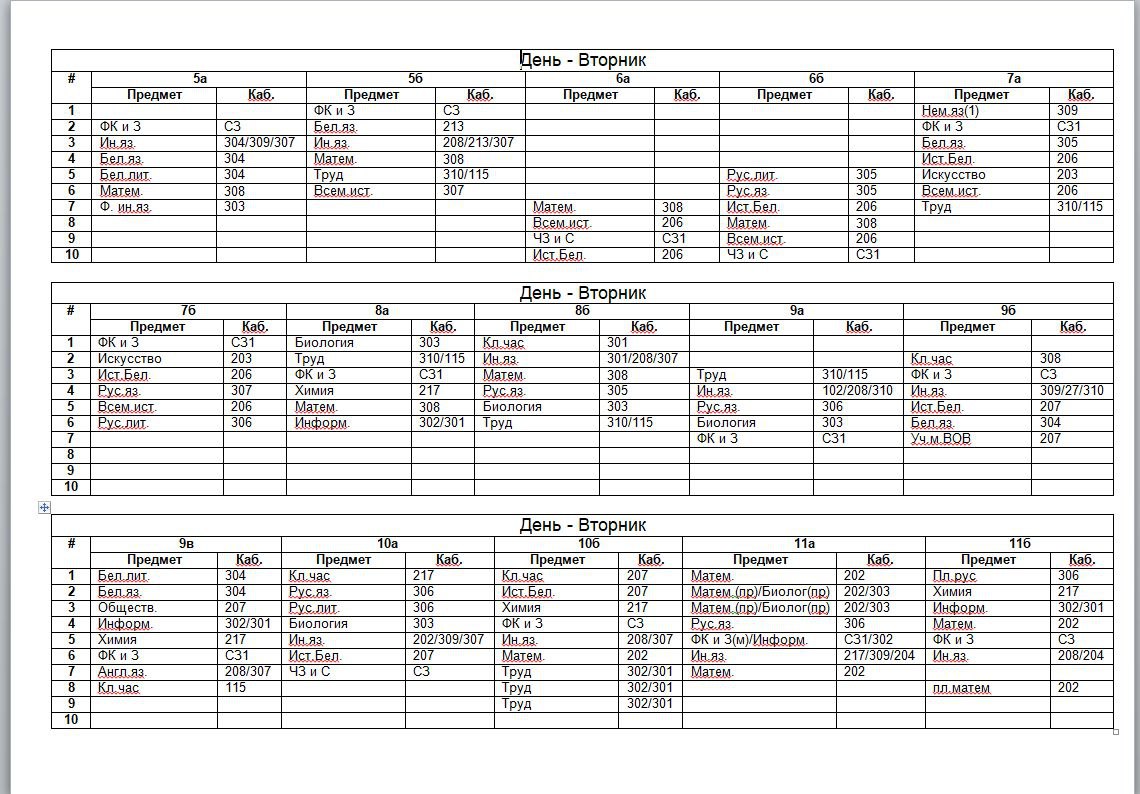 День - Вторник
# 5а 5б 6а 6б 7а
Предмет Каб. Предмет Каб. Предмет Каб. Предмет Каб. Предмет Каб.
1 ФК и З СЗ Нем.яз(1) 309
2 ФК и З СЗ Бел.яз. 213 ФК и З СЗ1
3 Ин.яз. 304/309/307 Ин.яз. 208/213/307 Бел.яз. 305
4 Бел.яз. 304 Матем. 308 Ист.Бел. 206
5 Бел.лит. 304 Труд 310/115 Рус.лит. 305 Искусство 203
6 Матем. 308 Всем.ист. 307 Рус.яз. 305 Всем.ист. 206
7 Ф. ин.яз. 303 Матем. 308 Ист.Бел. 206 Труд 310/115
8 Всем.ист. 206 Матем. 308
9 ЧЗ и С СЗ1 Всем.ист. 206
10 Ист.Бел. 206 ЧЗ и С СЗ1
День - Вторник
# 7б 8а 8б 9а 9б
Предмет Каб. Предмет Каб. Предмет Каб. Предмет Каб. Предмет Каб.
1 ФК и З СЗ1 Биология 303 Кл.час 301
2 Искусство 203 Труд 310/115 Ин.яз. 301/208/307 Кл.час 308
3 Ист.Бел. 206 ФК и З СЗ1 Матем. 308 Труд 310/115 ФК и З СЗ
4 Рус.яз. 307 Химия 217 Рус.яз. 305 Ин.яз. 102/208/310 Ин.яз. 309/27/310
5 Всем.ист. 206 Матем. 308 Биология 303 Рус.яз. 306 Ист.Бел. 207
6 Рус.лит. 306 Информ. 302/301 Труд 310/115 Биология 303 Бел.яз. 304
7 ФК и З СЗ1 Уч.м.ВОВ 207
8
9
10
День - Вторник
# 9в 10а 10б 11а 11б
Предмет Каб. Предмет Каб. Предмет Каб. Предмет Каб. Предмет Каб.
1 Бел.лит. 304 Кл.час 217 Кл.час 207 Матем. 202 Пл.рус 306
2 Бел.яз. 304 Рус.яз. 306 Ист.Бел. 207 Матем.(пр)/Биолог(пр) 202/303 Химия 217
3 Обществ. 207 Рус.лит. 306 Химия 217 Матем.(пр)/Биолог(пр) 202/303 Информ. 302/301
4 Информ. 302/301 Биология 303 ФК и З СЗ Рус.яз. 306 Матем. 202
5 Химия 217 Ин.яз. 202/309/307 Ин.яз. 208/307 ФК и З(м)/Информ. СЗ1/302 ФК и З СЗ
6 ФК и З СЗ1 Ист.Бел. 207 Матем. 202 Ин.яз. 217/309/204 Ин.яз. 208/204
7 Англ.яз. 208/307 ЧЗ и С СЗ Труд 302/301 Матем. 202
8 Кл.час 115 Труд 302/301 пл.матем 202
9 Труд 302/301
10